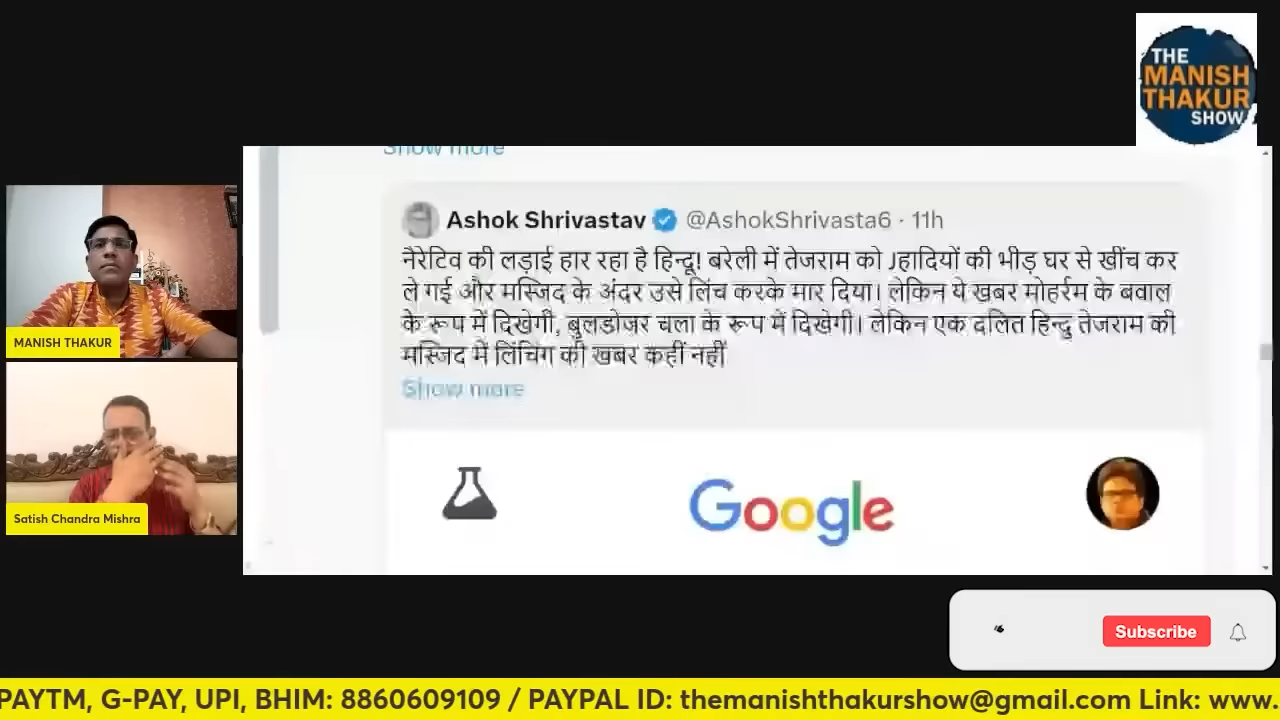 THE
MANISH
THAKUR
SHOW
Show more
Ashok Shrivastav @AshokShrivasta6 · 11h
नैरेटिव की लड़ाई हार रहा है हिन्दू! बरेली में तेजराम को Jहादियों की भीड़ घर से खींच कर
ले गई और मस्जिद के अंदर उसे लिंच करके मार दिया। लेकिन ये खबर मोहर्रम के बवाल
के रूप में दिखेगी, बुलडोजर चला के रूप में दिखेगी। लेकिन एक दलित हिन्दु तेजराम की
मस्जिद में लिंचिंग की खबर कहीं नहीं
Show more
Google
MANISH THAKUR
Satish Chandra Mishra
Subscribe
PAYTM, G-PAY, UPI, BHIM: 8860609109 / PAYPAL ID: themanishthakurshow@gmail.com Link: www.